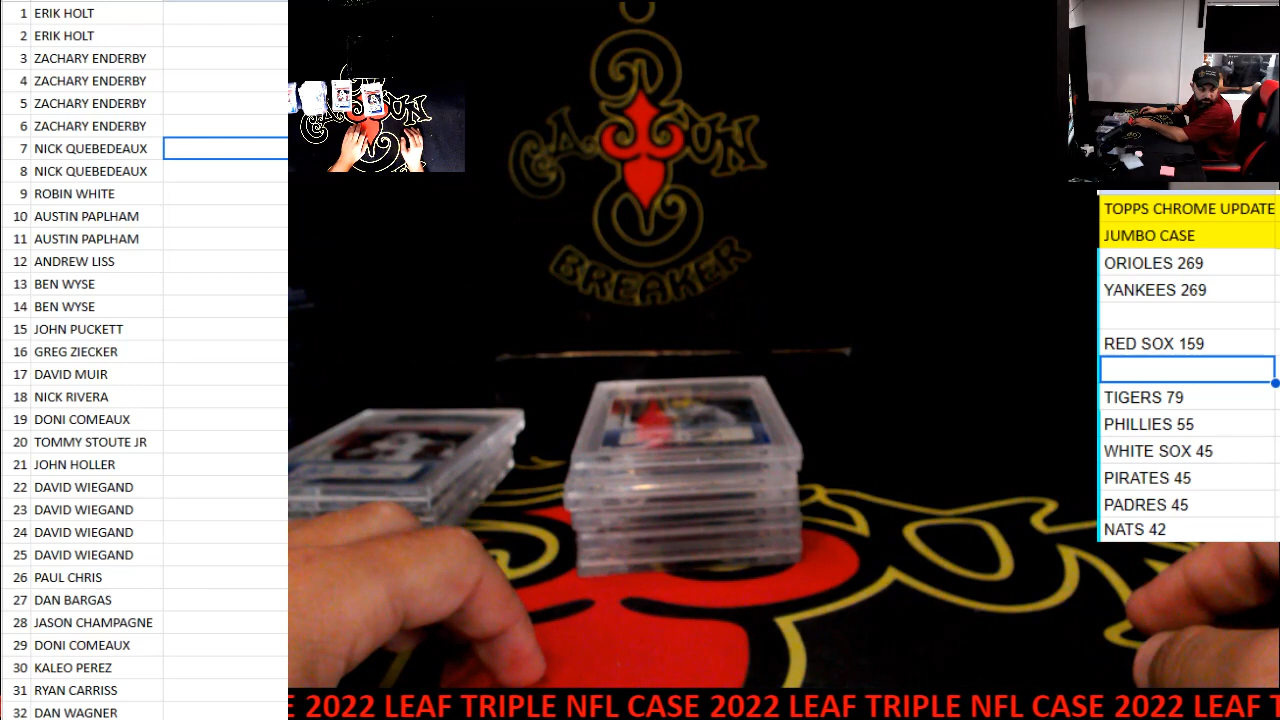 1 ERIK HOLT
2 ERIK HOLT
3 ZACHARY ENDERBY
4 ZACHARY ENDERBY
5 ZACHARY ENDERBY
6 ZACHARY ENDERBY
7 NICK QUEBEDEAUX
8 NICK QUEBEDEAUX
9 ROBIN WHITE
10 AUSTIN PAPLHAM
11 AUSTIN PAPLHAM
12 ANDREW LISS
13 BEN WYSE
14 BEN WYSE
15 JOHN PUCKETT
16 GREG ZIECKER
17 DAVID MUIR
18 NICK RIVERA
19 DONI COMEAUX
20 TOMMY STOUTE JR
21 JOHN HOLLER
22 DAVID WIEGAND
23 DAVID WIEGAND
24 DAVID WIEGAND
25 DAVID WIEGAND
26 PAUL CHRIS
27 DAN BARGAS
28 JASON CHAMPAGNE
29 DONI COMEAUX
30 KALEO PEREZ
31 RYAN CARRISS
32 DAN WAGNER
BREAKER
TOPPS CHROME UPDATE
JUMBO CASE
ORIOLES 269
YANKEES 269
RED SOX 159
TIGERS 79
PHILLIES 55
WHITE SOX 45
PIRATES 45
PADRES 45
NATS 42
E 2022 LEAF TRIPLE NFL CASE 2022 LEAF TRIPLE NFL CASE 2022 LEAF T